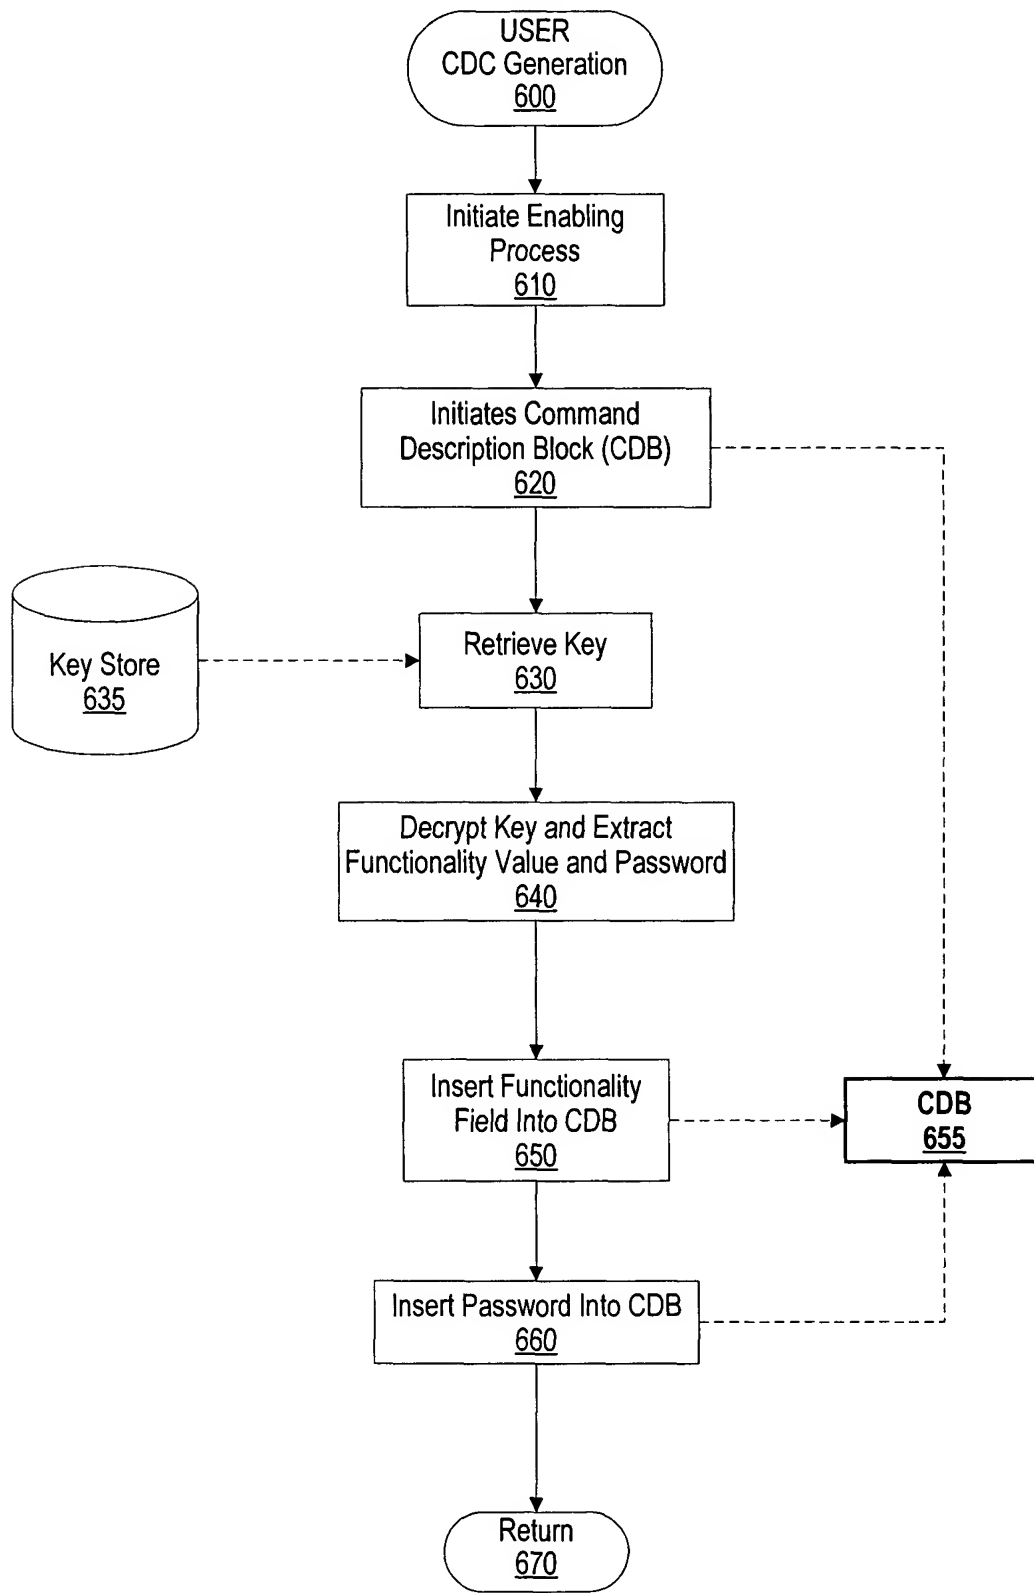 USER
CDC Generation
600
Initiate Enabling
Process
610
Initiates Command
Description Block (CDB)
620
Key Store
635
Retrieve Key
630
Decrypt Key and Extract
Functionality Value and Password
640
Insert Functionality
Field Into CDB
650
CDB
655
Insert Password Into CDB
660
Return
670